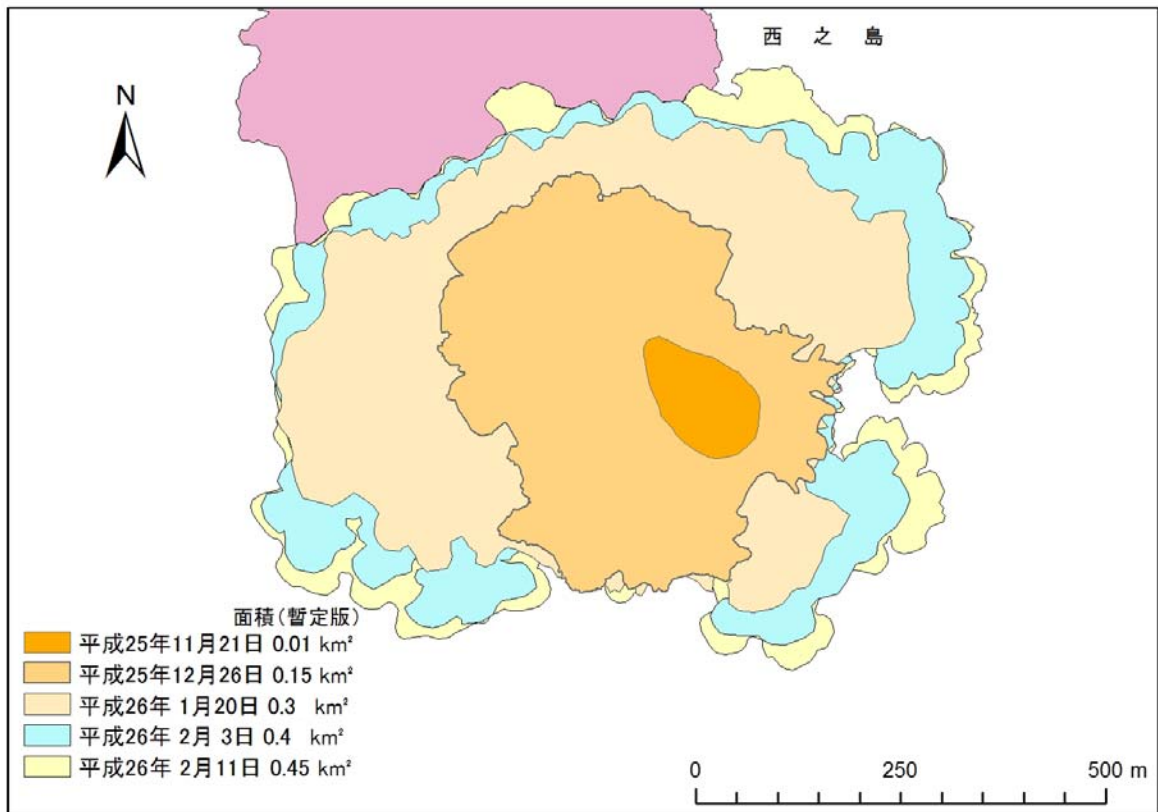 西 之 島
N
面積(暫定版)
平成25年11月21日 0.01 km²
平成25年12月26日 0.15 km²
平成26年 1月20日 0.3 km²
平成26年 2月 3日 0.4 km²
平成26年 2月11日 0.45 km²
0 250 500 m